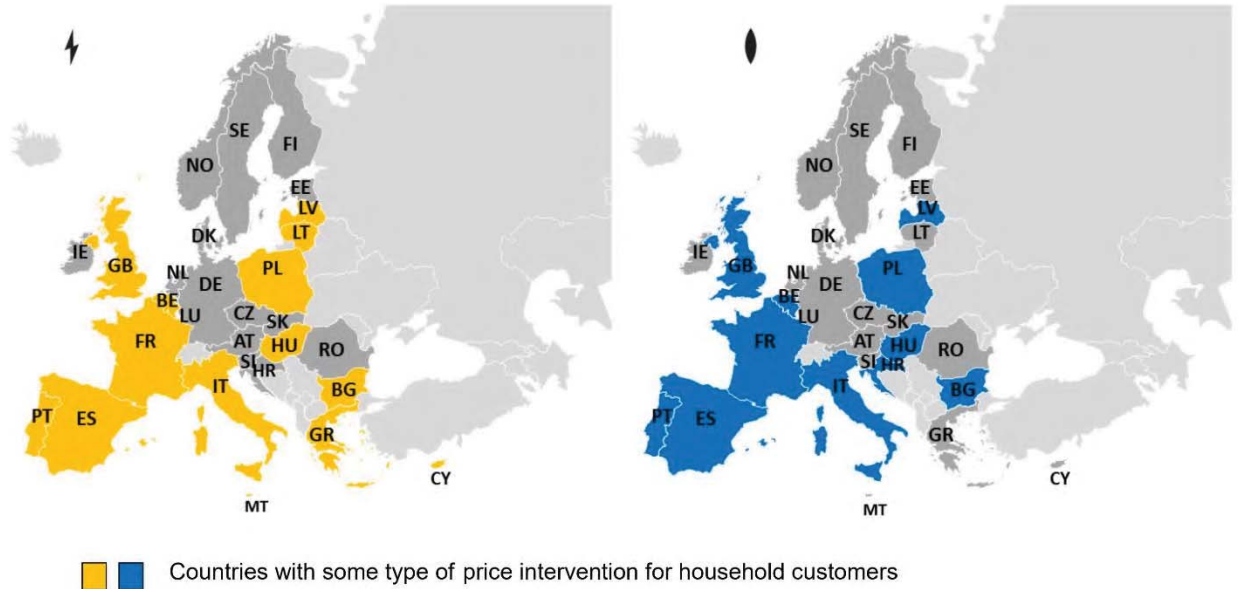 SE
FI
NO
EE
LV
LT
DK
IE
GB
NL
DE
PL
BE
LU
CZ
SK
FR
AT
HU
RO
SI
HR
IT
BG
PT
ES
GR
CY
MT
SE
FI
NO
EE
LV
LT
DK
IE
GB
NL
DE
PL
BE
LU
CZ
SK
FR
AT
HU
RO
SI
HR
IT
BG
PT
ES
GR
CY
MT
Countries with some type of price intervention for household customers